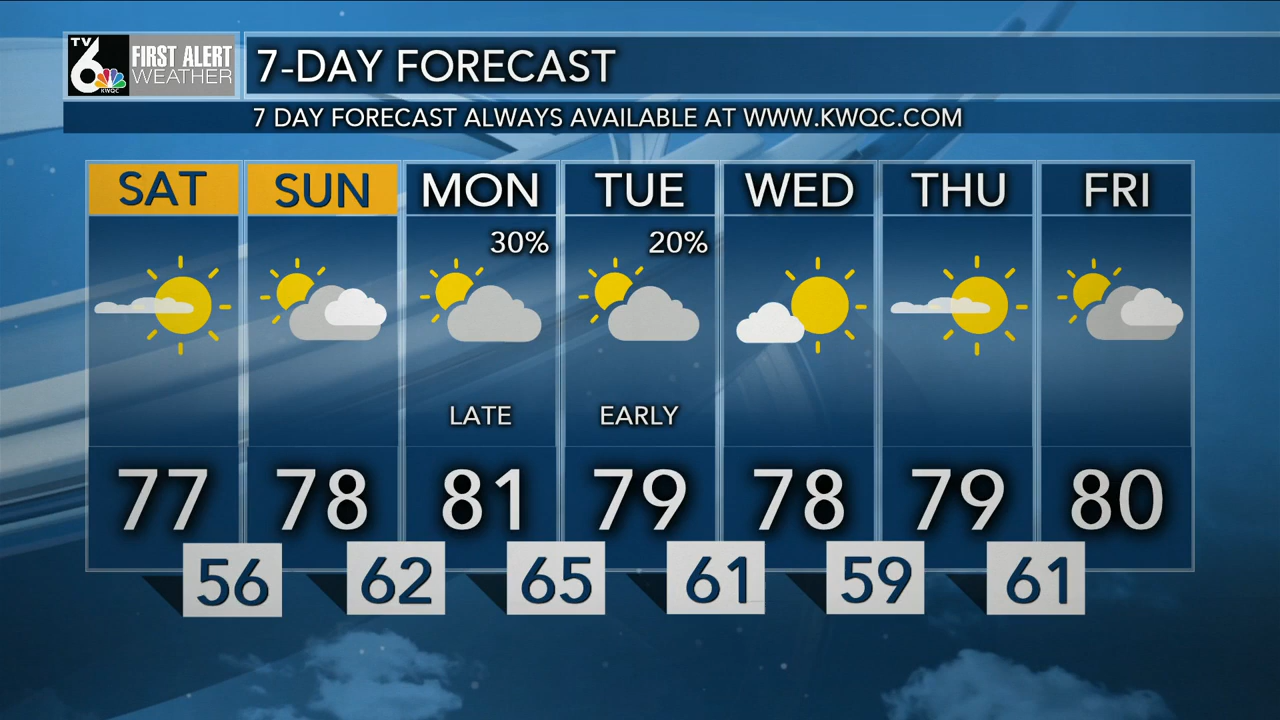 TV
6
KWQC
FIRST ALERT
WEATHER
7-DAY FORECAST
7 DAY FORECAST ALWAYS AVAILABLE AT WWW.KWQC.COM
SAT SUN MON TUE WED THU FRI
30% 20%
LATE EARLY
77 78 81 79 78 79 80
56 62 65 61 59 61